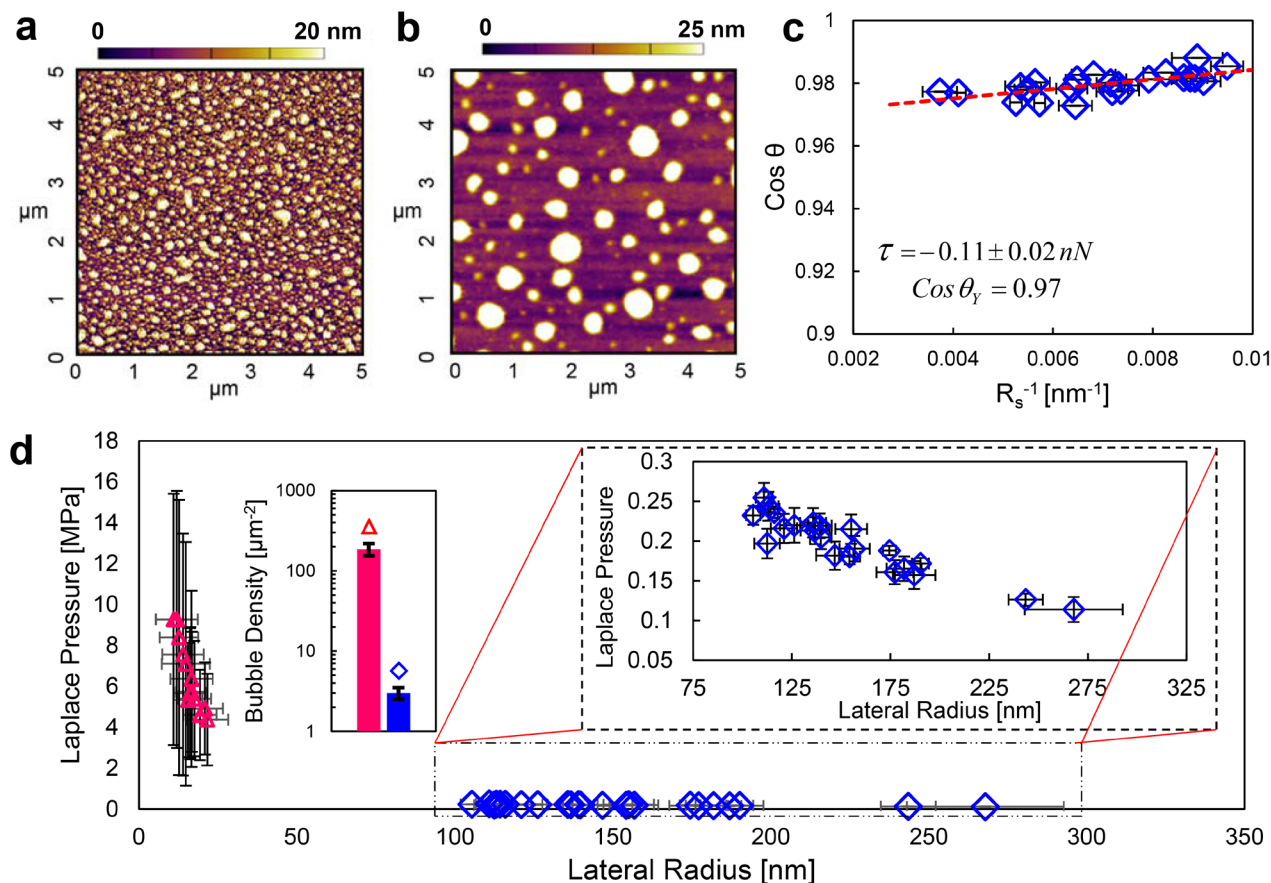 a
0 20 nm
5
4
3
µm
2
1
0
0 1 2 3 4 5
µm
b
0 25 nm
5
4
3
µm
2
1
0
0 1 2 3 4 5
µm
c
1
0.98
0.96
0.94
0.92
0.9
Cos θ
τ = −0.11 ± 0.02 nN
Cos θY = 0.97
0.002 0.004 0.006 0.008 0.01
Rs-1 [nm-1]
d
Laplace Pressure [MPa]
18
16
14
12
10
8
6
4
2
0
Bubble Density [µm-2]
1000
100
10
1
Laplace Pressure
0.3
0.25
0.2
0.15
0.1
0.05
75 125 175 225 275 325
Lateral Radius [nm]
0 50 100 150 200 250 300 350
Lateral Radius [nm]